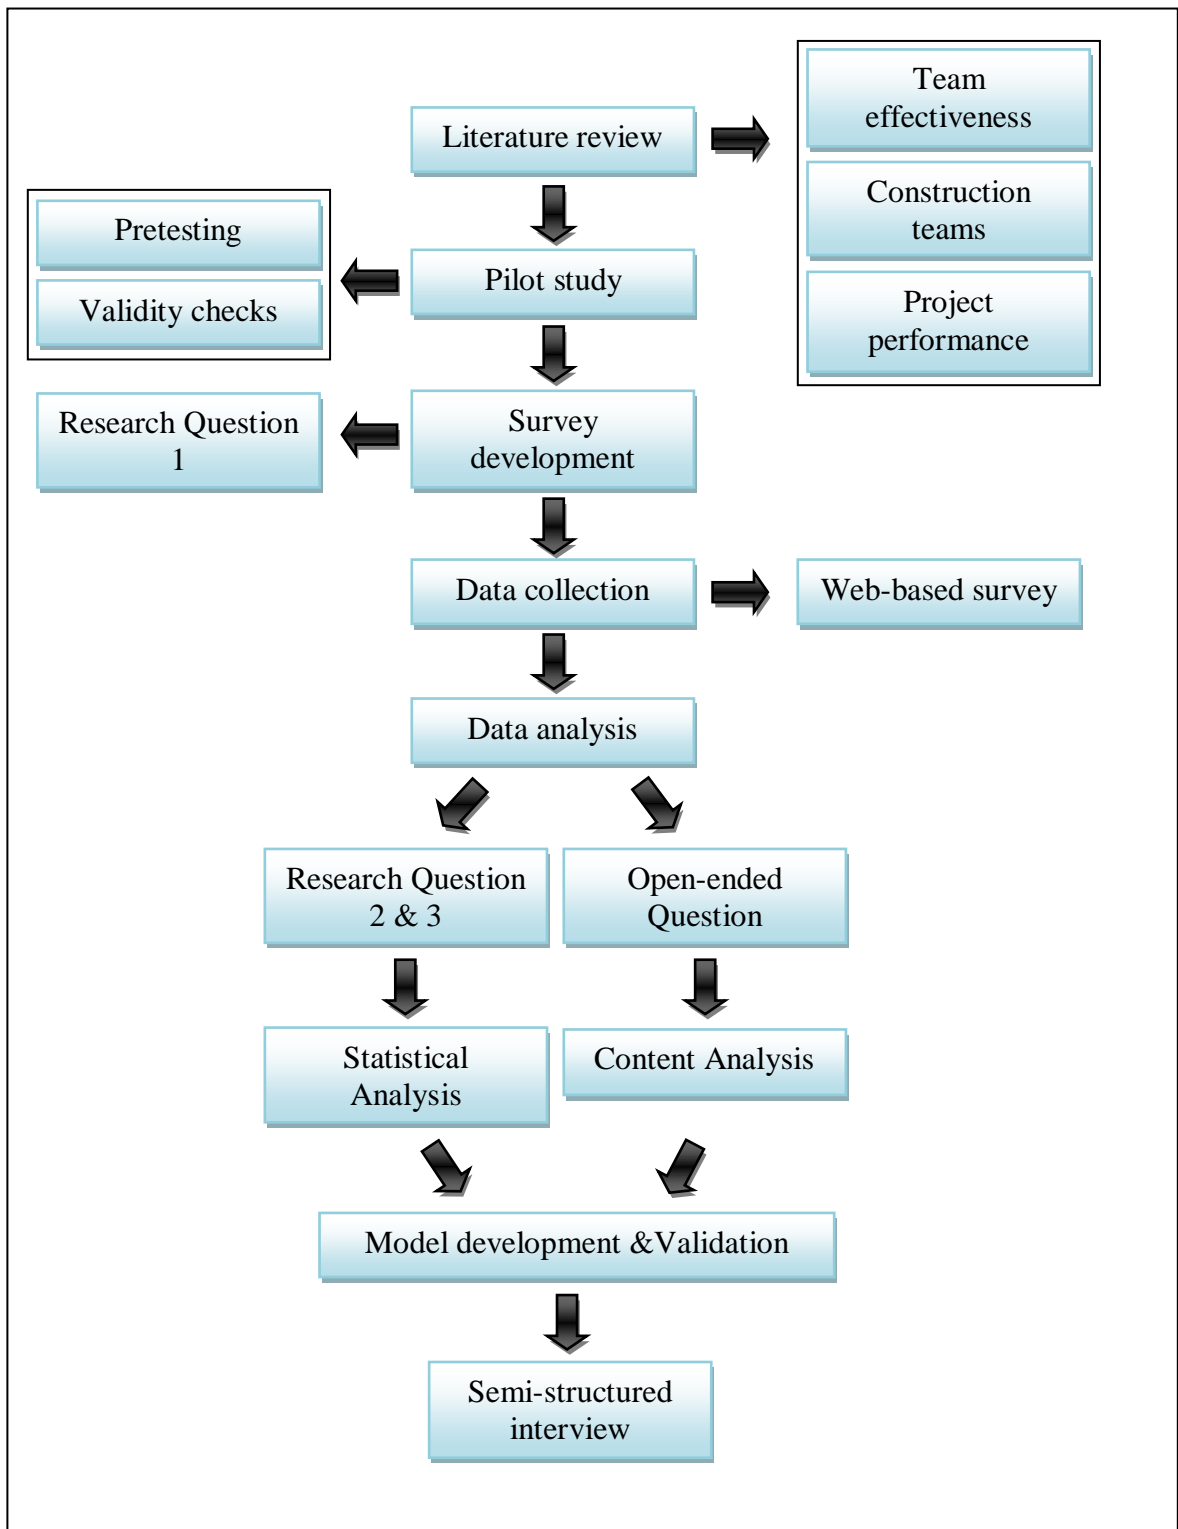 Literature review
Team
effectiveness
Construction
teams
Project
performance
Pilot study
Pretesting
Validity checks
Survey
development
Research Question
1
Data collection
Web-based survey
Data analysis
Research Question
2 & 3
Open-ended
Question
Statistical
Analysis
Content Analysis
Model development &Validation
Semi-structured
interview